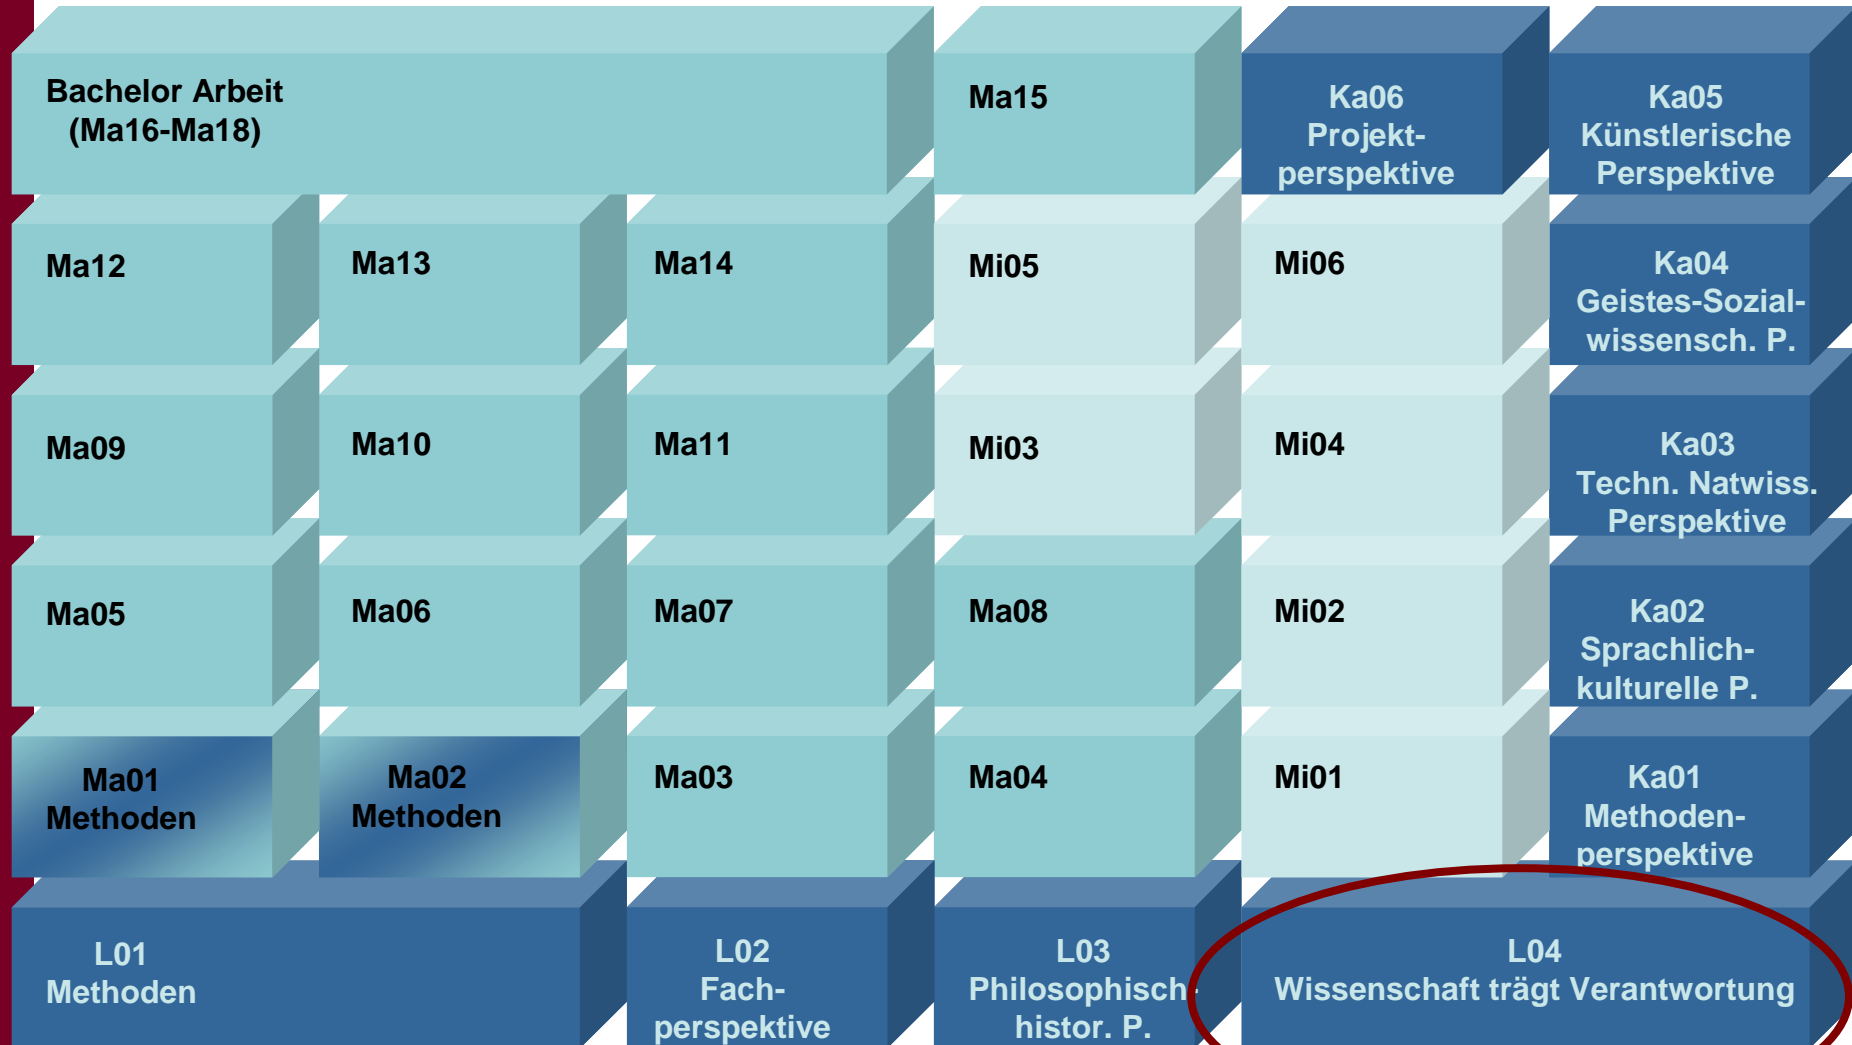 Bachelor Arbeit
(Ma16-Ma18)
Ma15
Ka06
Projekt-
perspektive
Ka05
Künstlerische
Perspektive
Ma12
Ma13
Ma14
Mi05
Mi06
Ka04
Geistes-Sozial-
wissensch. P.
Ma09
Ma10
Ma11
Mi03
Mi04
Ka03
Techn. Natwiss.
Perspektive
Ma05
Ma06
Ma07
Ma08
Mi02
Ka02
Sprachlich-
kulturelle P.
Ma01
Methoden
Ma02
Methoden
Ma03
Ma04
Mi01
Ka01
Methoden-
perspektive
L01
Methoden
L02
Fach-
perspektive
L03
Philosophisch-
histor. P.
L04
Wissenschaft trägt Verantwortung